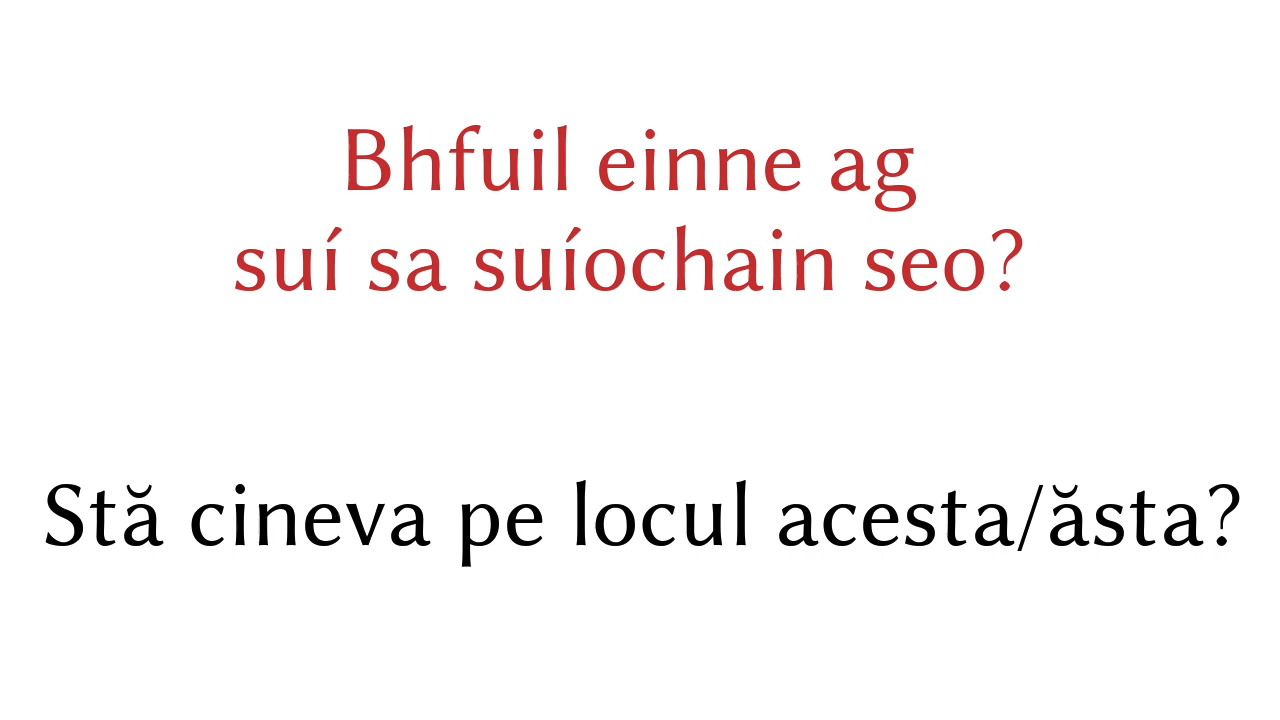 Bhfuil einne ag
suí sa suíochain seo?
Stă cineva pe locul acesta/ăsta?